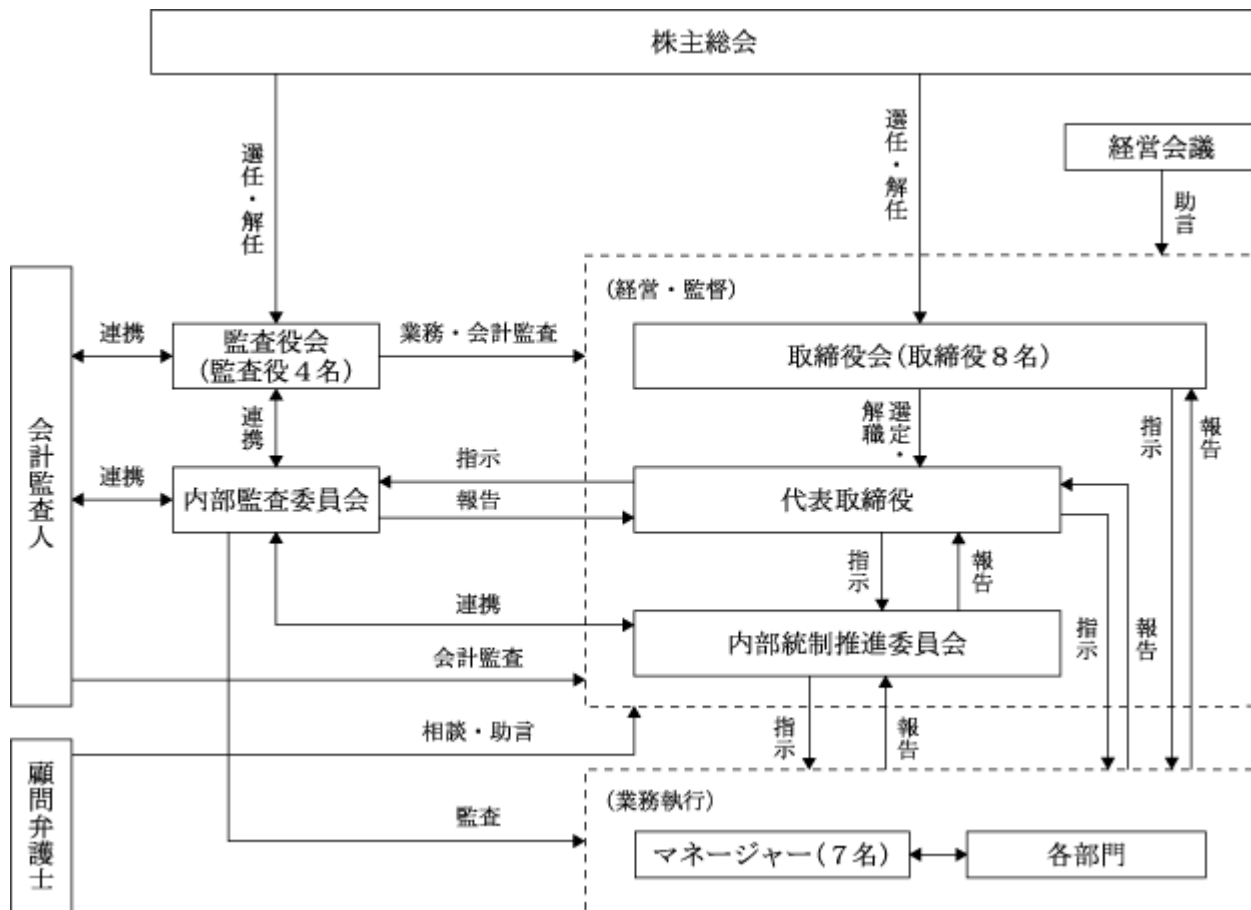 株主総会
選任・解任
選任・解任
経営会議
助言
(経営・監督)
会計監査人
連携
監査役会
(監査役4名)
業務・会計監査
取締役会(取締役8名)
連携
選定・
解職
指示
報告
連携
内部監査委員会
指示
報告
代表取締役
指示
報告
連携
内部統制推進委員会
指示
報告
会計監査
相談・助言
指示
報告
顧問弁護士
監査
(業務執行)
マネージャー(7名)
各部門